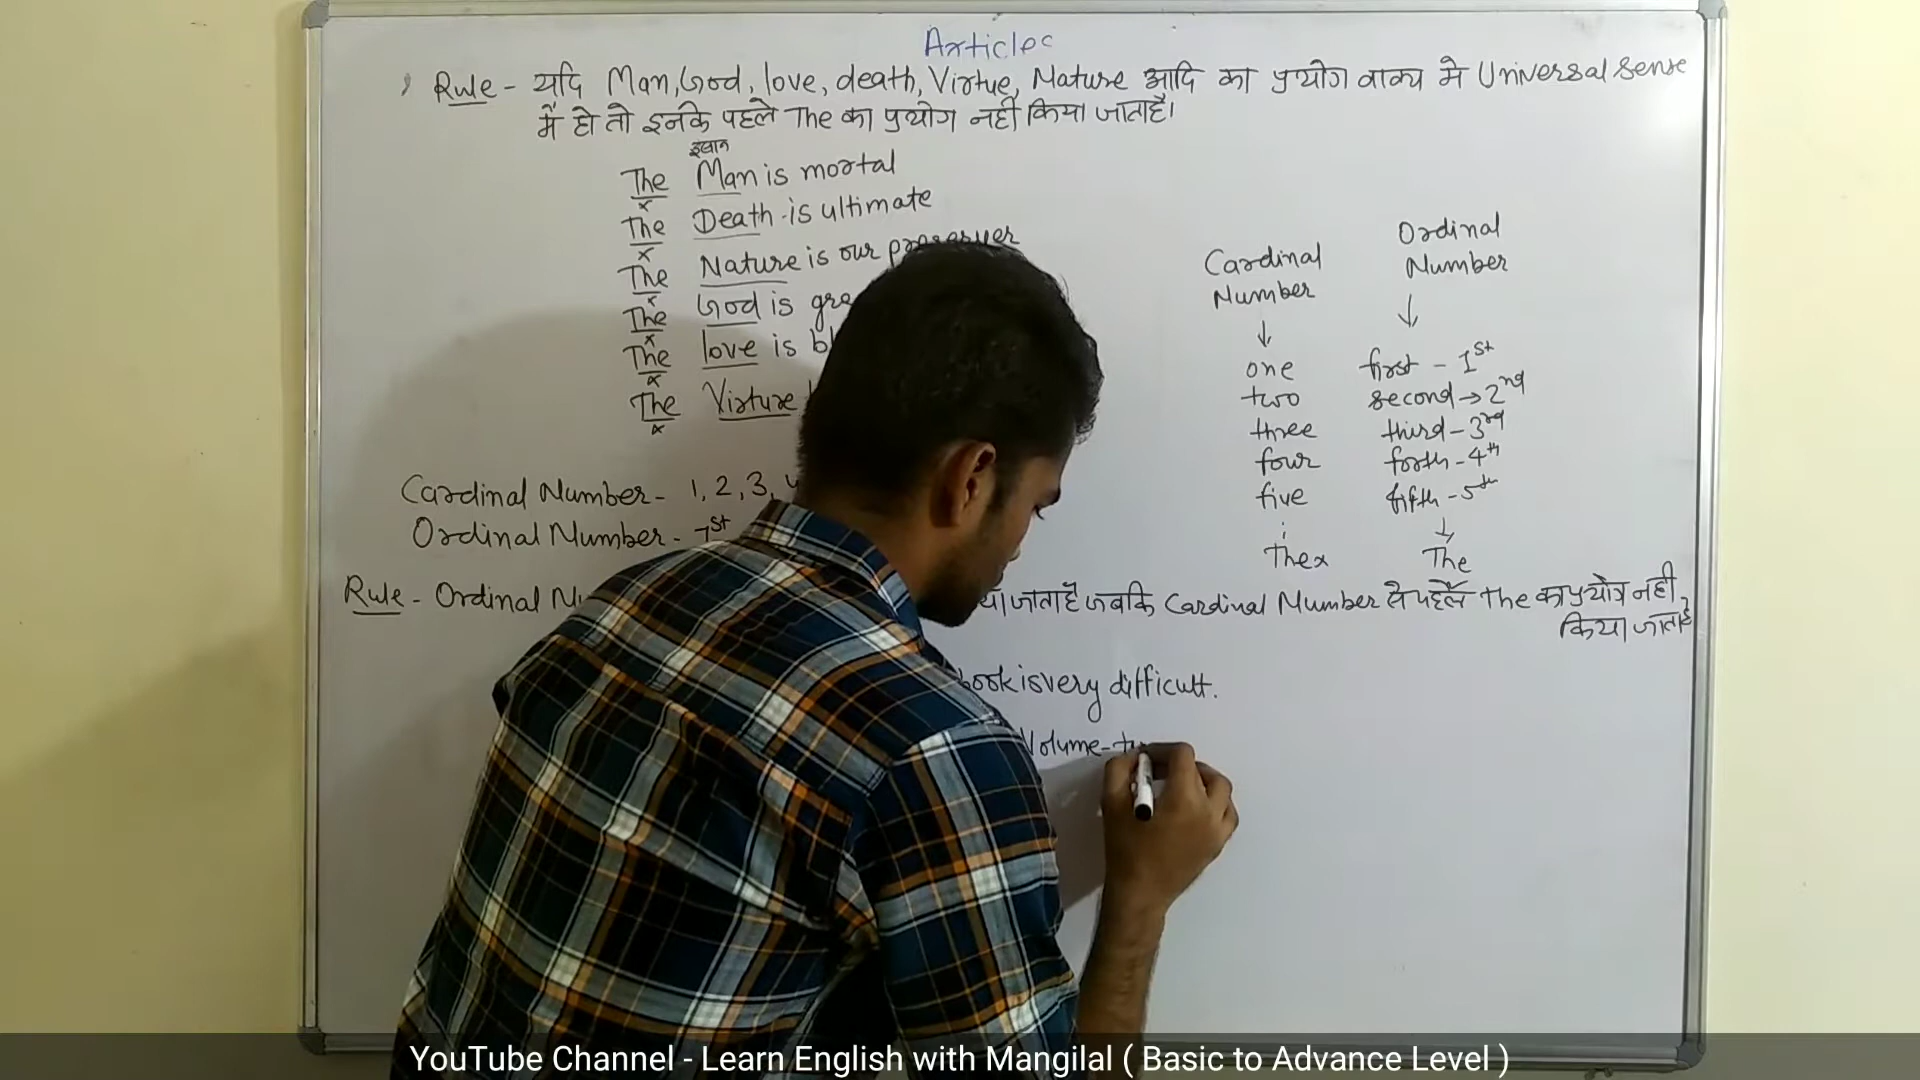 Articles
Rule - यदि Man, God, love, death, Virtue, Nature आदि का प्रयोग वाक्य मे Universal sense
में हो तो इनके पहले The का प्रयोग नही किया जाता है।
इंसान
The Man is mortal
x
The Death is ultimate
x
The Nature is our preserver
x
The God is gre
x
The love is bl
x
The Virture
x
Cardinal Number - 1, 2, 3, 4
Ordinal Number - 1st
Cardinal Number
↓
one
two
three
four
five
The x
Ordinal Number
↓
first - 1st
second → 2nd
third - 3rd
forth - 4th
fifth - 5th
↓
The
Rule - Ordinal Nu जाता है जबकि Cardinal Number से पहले The का प्रयोग नही
किया जाता है
book is very difficult.
Volume-tw
YouTube Channel - Learn English with Mangilal ( Basic to Advance Level )